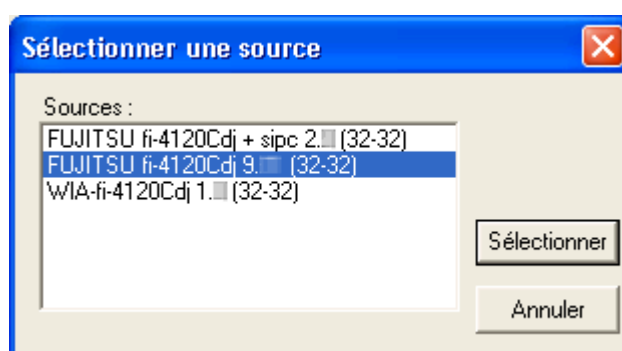 Sélectionner une source
Sources :
FUJITSU fi-4120Cdj + sipc 2. (32-32)
FUJITSU fi-4120Cdj 9. (32-32)
WIA-fi-4120Cdj 1. (32-32)
Sélectionner
Annuler